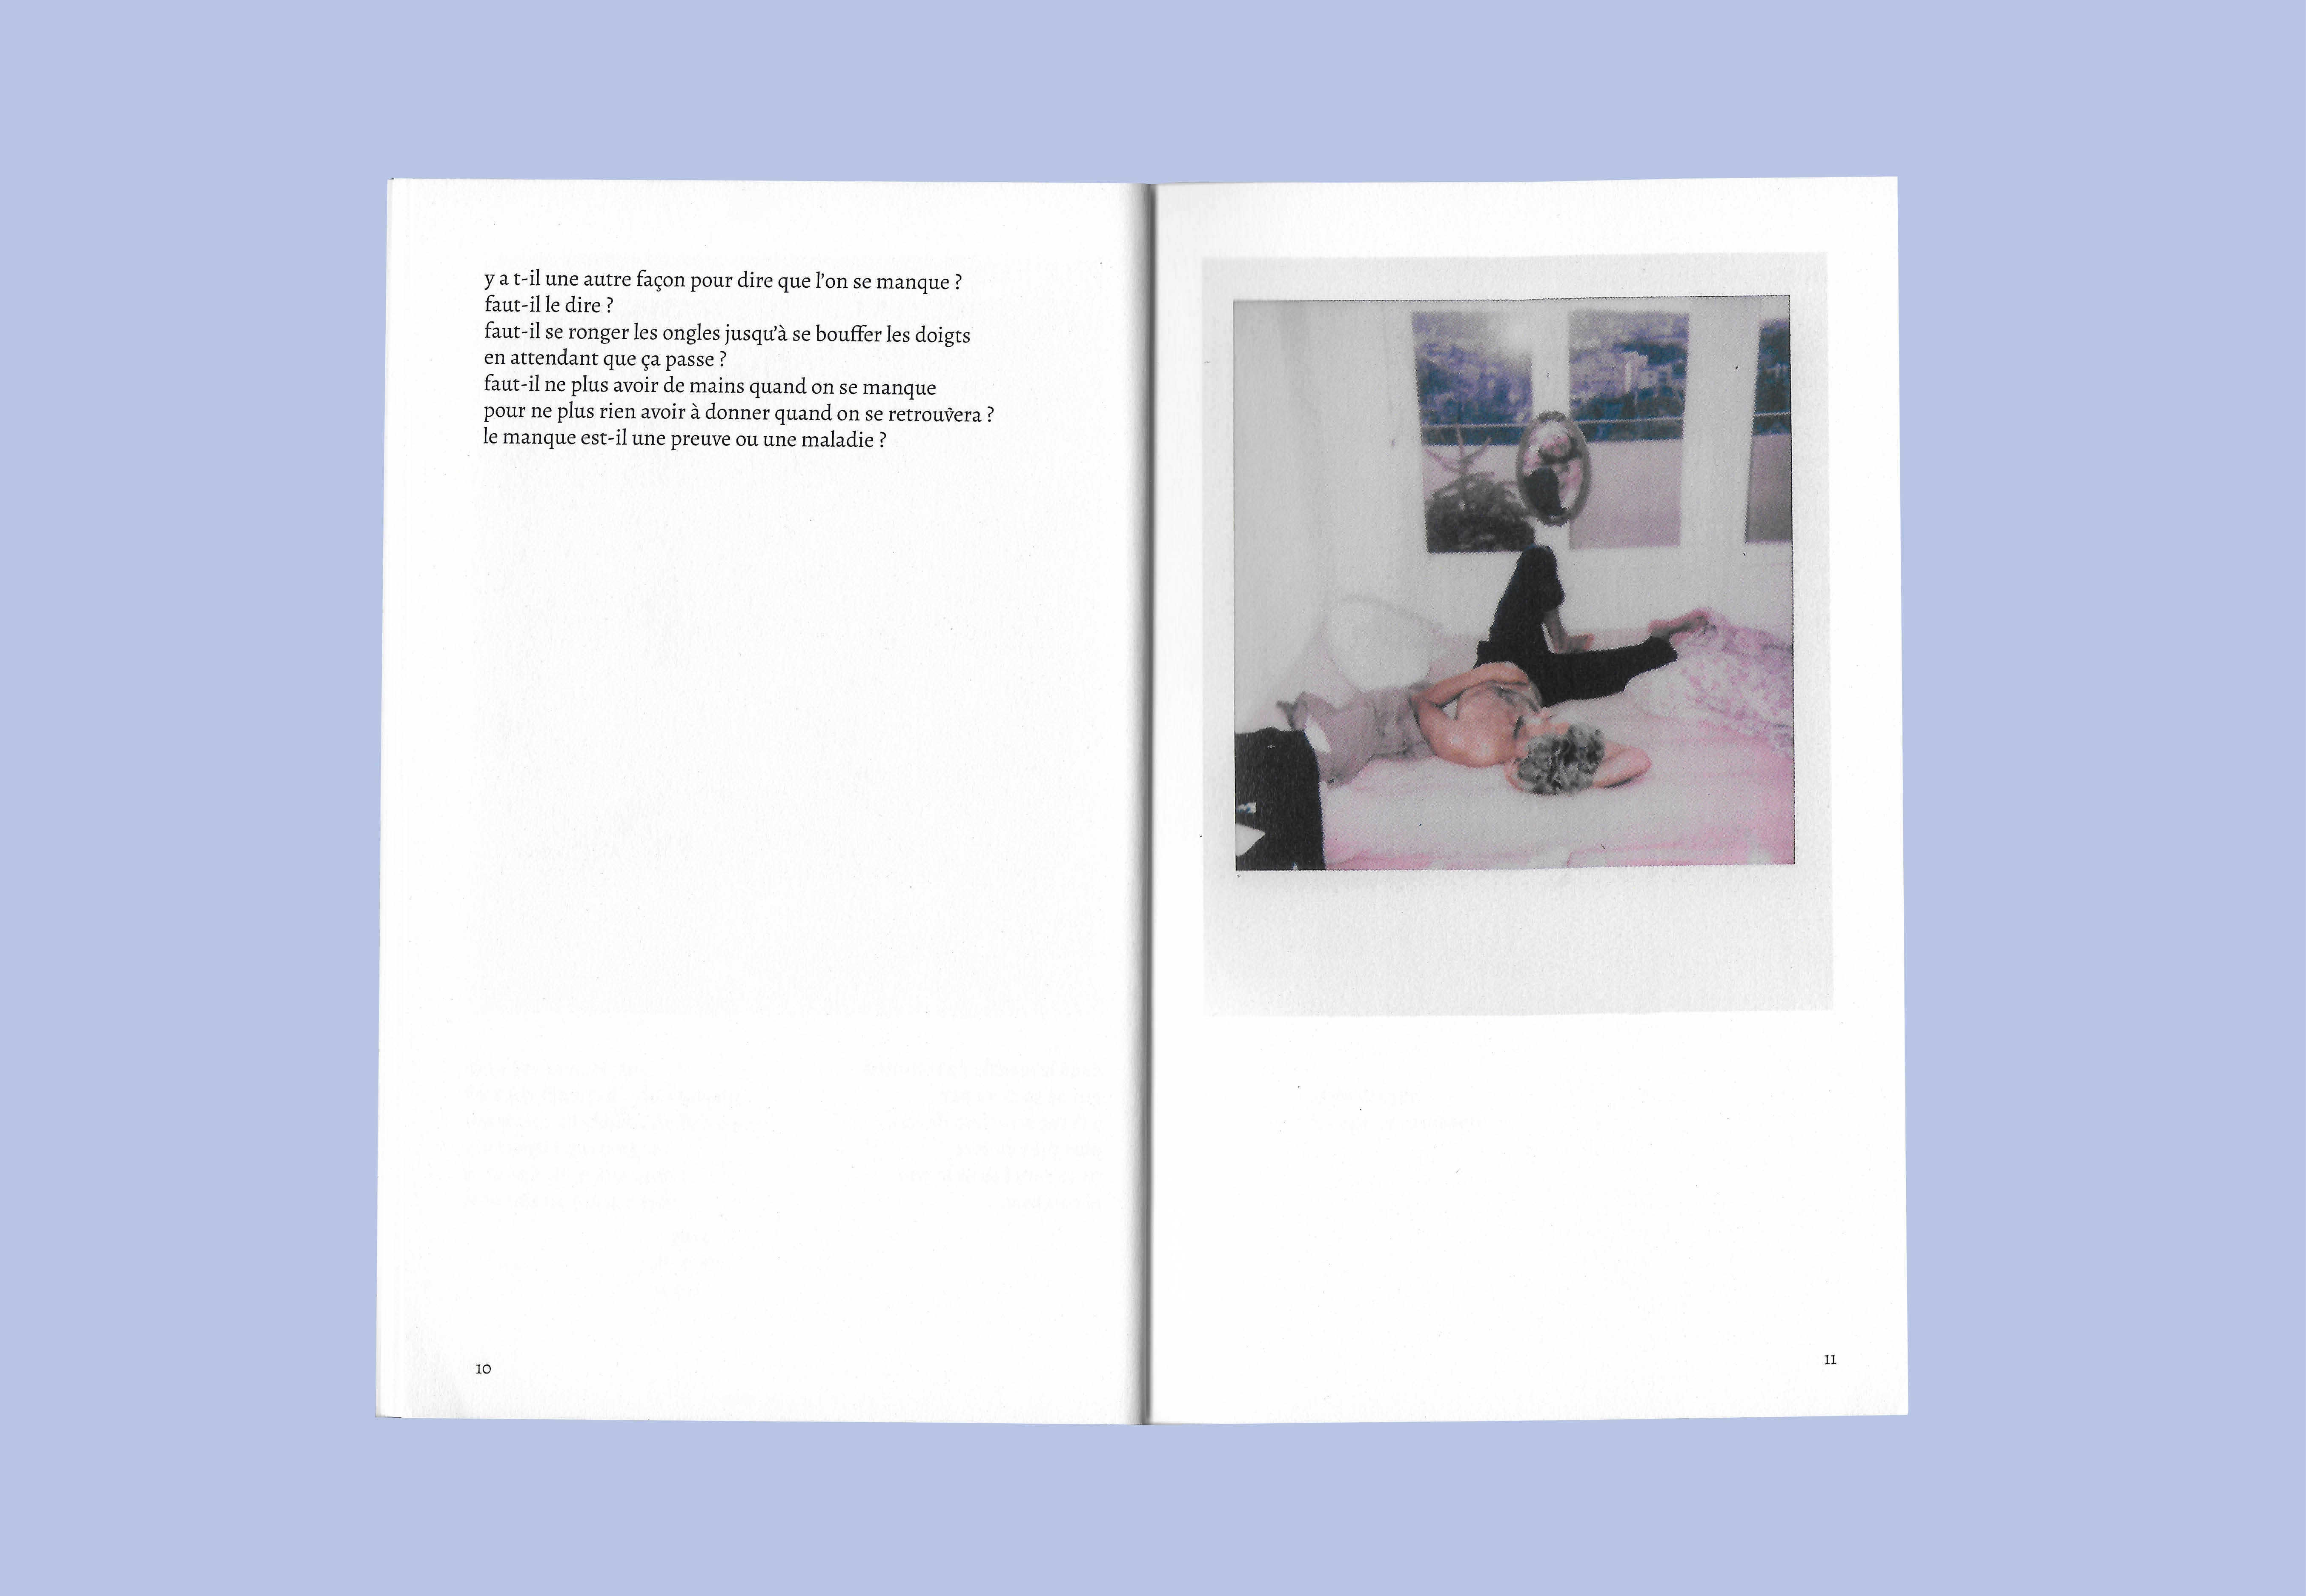 y a t-il une autre façon pour dire que l'on se manque ?
faut-il le dire ?
faut-il se ronger les ongles jusqu'à se bouffer les doigts
en attendant que ça passe ?
faut-il ne plus avoir de mains quand on se manque
pour ne plus rien avoir à donner quand on se retrouvera ?
le manque est-il une preuve ou une maladie ?
10
11